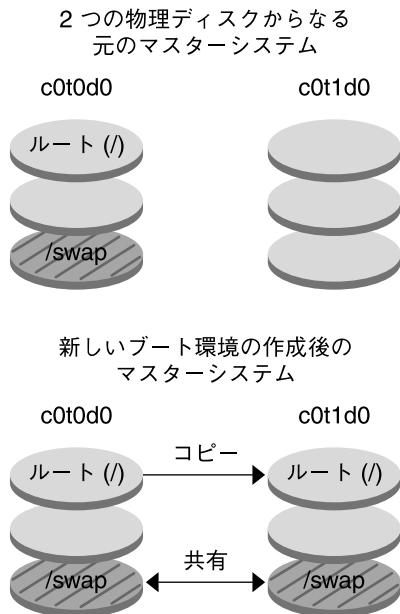 2 つの物理ディスクからなる
元のマスターシステム
c0t0d0
c0t1d0
ルート (/)
/swap
新しいブート環境の作成後の
マスターシステム
c0t0d0
c0t1d0
ルート (/)
コピー
ルート (/)
/swap
共有
/swap